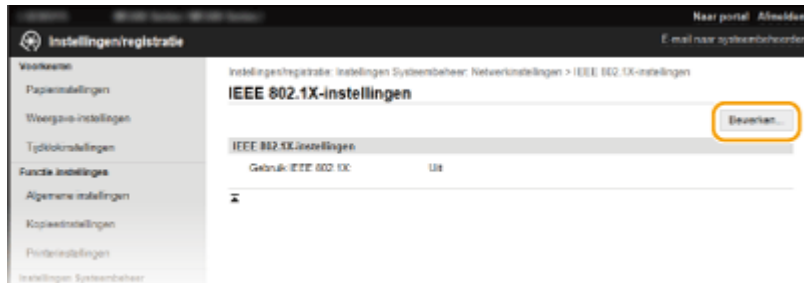 Naar portal Afmelden
Instellingen/registratie
E-mail naar systeembeheerder
Voorkeuren
Papierinstellingen
Weergave-instellingen
Tijdklokinstellingen
Functie-instellingen
Algemene instellingen
Kopieerinstellingen
Printerinstellingen
Instellingen Systeembeheer
Instellingen/registratie: Instellingen Systeembeheer: Netwerkinstellingen > IEEE 802.1X-instellingen
IEEE 802.1X-instellingen
Bewerken...
IEEE 802.1X-instellingen
Gebruik IEEE 802.1X:
Uit